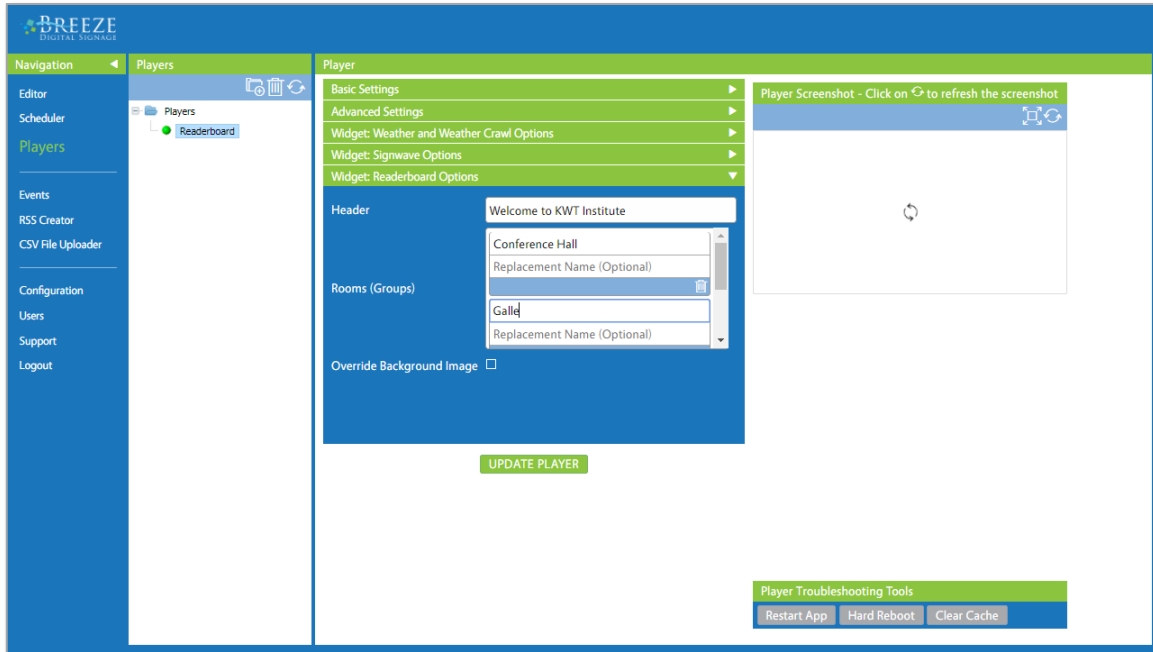 BREEZE
DIGITAL SIGNAGE
Navigation
Editor
Scheduler
Players
Events
RSS Creator
CSV File Uploader
Configuration
Users
Support
Logout
Players
Players
Readerboard
Player
Basic Settings
Advanced Settings
Widget: Weather and Weather Crawl Options
Widget: Signwave Options
Widget: Readerboard Options
Header
Welcome to KWT Institute
Rooms (Groups)
Conference Hall
Replacement Name (Optional)
Galle
Replacement Name (Optional)
Override Background Image
UPDATE PLAYER
Player Screenshot - Click on to refresh the screenshot
Player Troubleshooting Tools
Restart App Hard Reboot Clear Cache